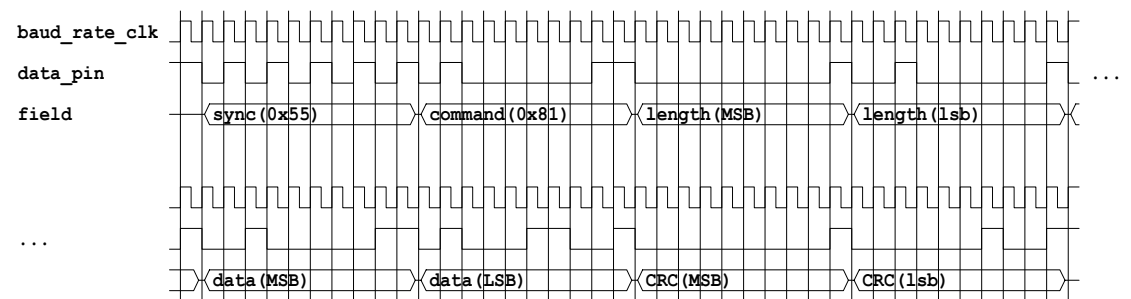 baud_rate_clk
data_pin ...
field sync(0x55) command(0x81) length(MSB) length(lsb)
...
data(MSB) data(LSB) CRC(MSB) CRC(lsb)